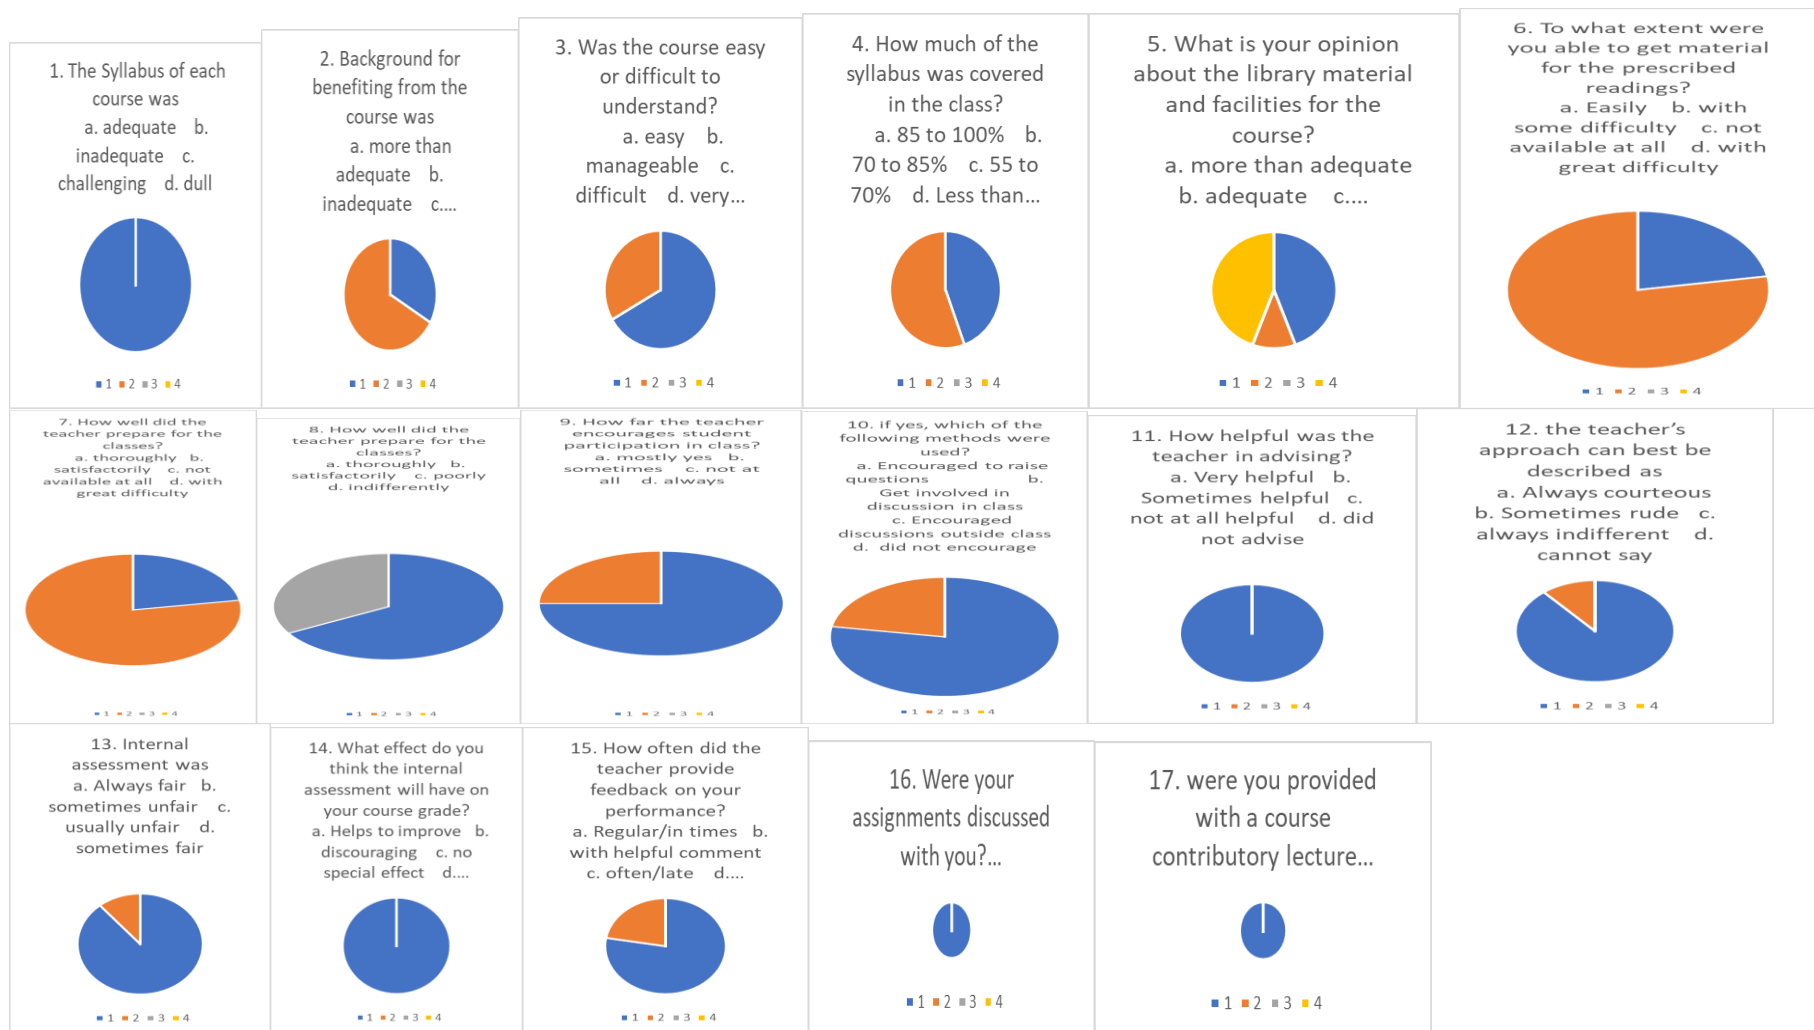 1. The Syllabus of each
course was
a. adequate b.
inadequate c.
challenging d. dull
1 2 3 4
2. Background for
benefiting from the
course was
a. more than
adequate b.
inadequate c....
1 2 3 4
3. Was the course easy
or difficult to
understand?
a. easy b.
manageable c.
difficult d. very...
1 2 3 4
4. How much of the
syllabus was covered
in the class?
a. 85 to 100% b.
70 to 85% c. 55 to
70% d. Less than...
1 2 3 4
5. What is your opinion
about the library material
and facilities for the
course?
a. more than adequate
b. adequate c....
1 2 3 4
6. To what extent were
you able to get material
for the prescribed
readings?
a. Easily b. with
some difficulty c. not
available at all d. with
great difficulty
1 2 3 4
7. How well did the
teacher prepare for the
classes?
a. thoroughly b.
satisfactorily c. not
available at all d. with
great difficulty
1 2 3 4
8. How well did the
teacher prepare for the
classes?
a. thoroughly b.
satisfactorily c. poorly
d. indifferently
1 2 3 4
9. How far the teacher
encourages student
participation in class?
a. mostly yes b.
sometimes c. not at
all d. always
1 2 3 4
10. if yes, which of the
following methods were
used?
a. Encouraged to raise
questions b.
Get involved in
discussion in class
c. Encouraged
discussions outside class
d. did not encourage
1 2 3 4
11. How helpful was the
teacher in advising?
a. Very helpful b.
Sometimes helpful c.
not at all helpful d. did
not advise
1 2 3 4
12. the teacher's
approach can best be
described as
a. Always courteous
b. Sometimes rude c.
always indifferent d.
cannot say
1 2 3 4
13. Internal
assessment was
a. Always fair b.
sometimes unfair c.
usually unfair d.
sometimes fair
1 2 3 4
14. What effect do you
think the internal
assessment will have on
your course grade?
a. Helps to improve b.
discouraging c. no
special effect d....
1 2 3 4
15. How often did the
teacher provide
feedback on your
performance?
a. Regular/in times b.
with helpful comment
c. often/late d....
1 2 3 4
16. Were your
assignments discussed
with you?...
1 2 3 4
17. were you provided
with a course
contributory lecture...
1 2 3 4